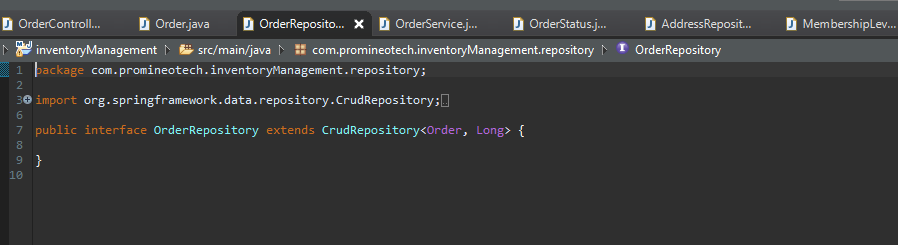 OrderControll... Order.java OrderReposito... OrderService.j... OrderStatus.j... AddressReposit... MembershipLev...
inventoryManagement src/main/java com.promineotech.inventoryManagement.repository OrderRepository
1 package com.promineotech.inventoryManagement.repository;
2
3 import org.springframework.data.repository.CrudRepository;
6
7 public interface OrderRepository extends CrudRepository<Order, Long> {
8
9 }
10